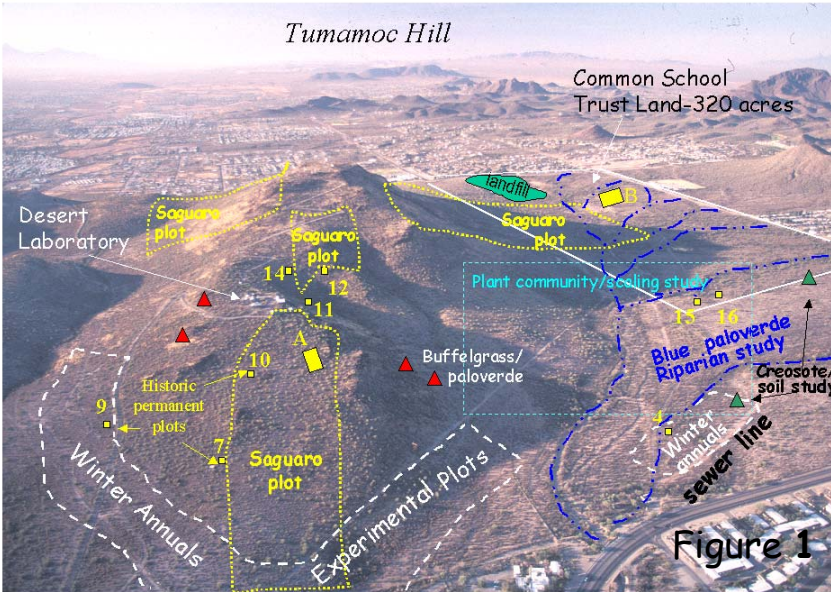 Tumamoc Hill
Common School
Trust Land-320 acres
landfill
B
Saguaro
plot
Desert
Laboratory
Saguaro
plot
Saguaro
plot
14
12
11
Plant community/scaling study
15
16
A
Buffelgrass/
paloverde
Blue paloverde
Riparian study
Creosote/
soil study
10
Historic
permanent
plots
9
7
4
Winter
annuals
sewer line
Saguaro
plot
Winter Annuals
Experimental Plots
Figure 1